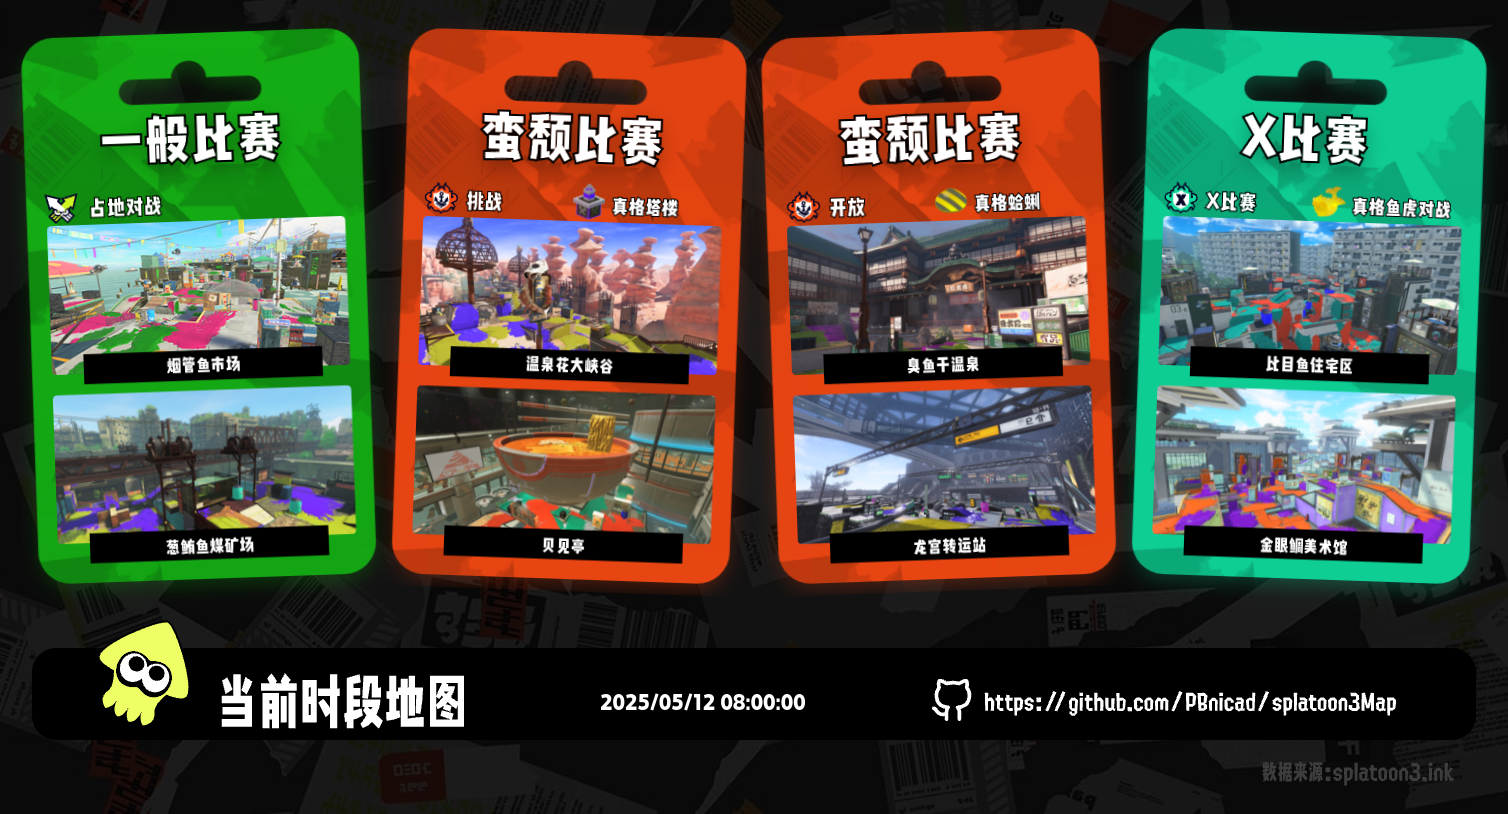 一般比赛
占地对战
烟管鱼市场
葱鲔鱼煤矿场
蛮颓比赛
挑战
真格塔楼
温泉花大峡谷
贝见亭
蛮颓比赛
开放
真格蛤蜊
臭鱼干温泉
龙宫转运站
X比赛
X比赛
真格鱼虎对战
比目鱼住宅区
金眼鲷美术馆
当前时段地图
2025/05/12 08:00:00
https://github.com/PBnicad/splatoon3Map
数据来源:splatoon3.ink